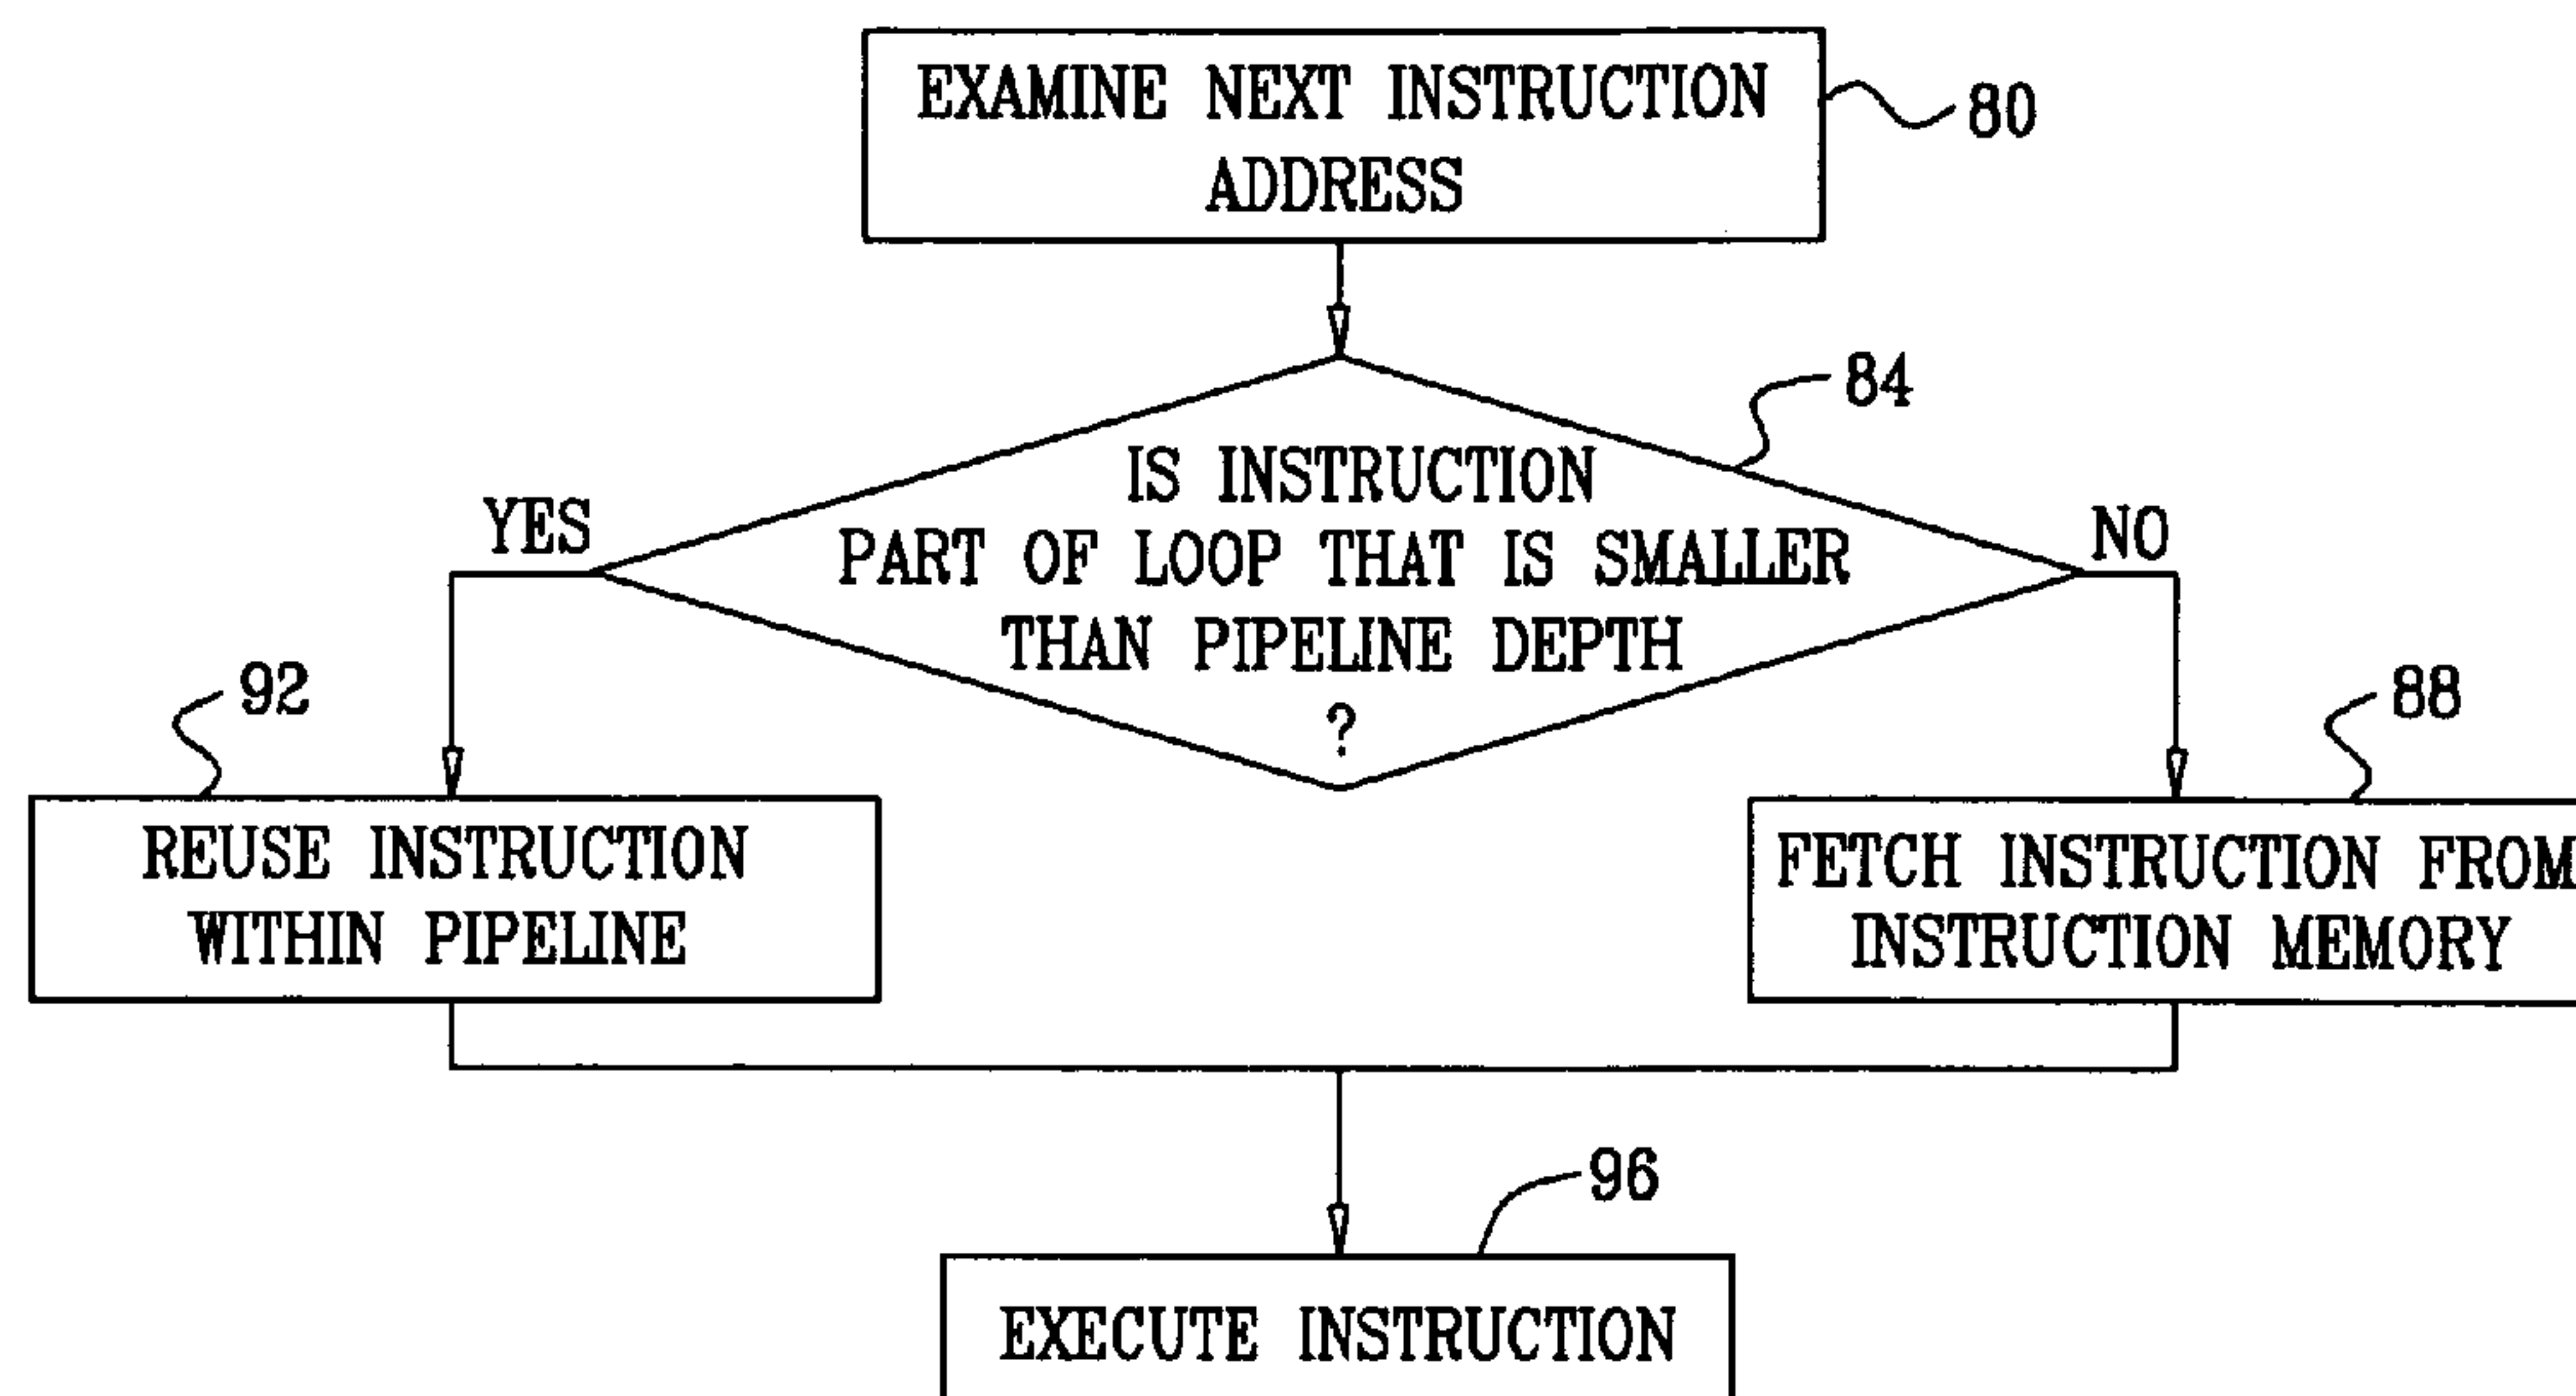 EXAMINE NEXT INSTRUCTION
ADDRESS
80
84
IS INSTRUCTION
PART OF LOOP THAT IS SMALLER
THAN PIPELINE DEPTH
?
YES
NO
92
88
REUSE INSTRUCTION
WITHIN PIPELINE
FETCH INSTRUCTION FROM
INSTRUCTION MEMORY
96
EXECUTE INSTRUCTION